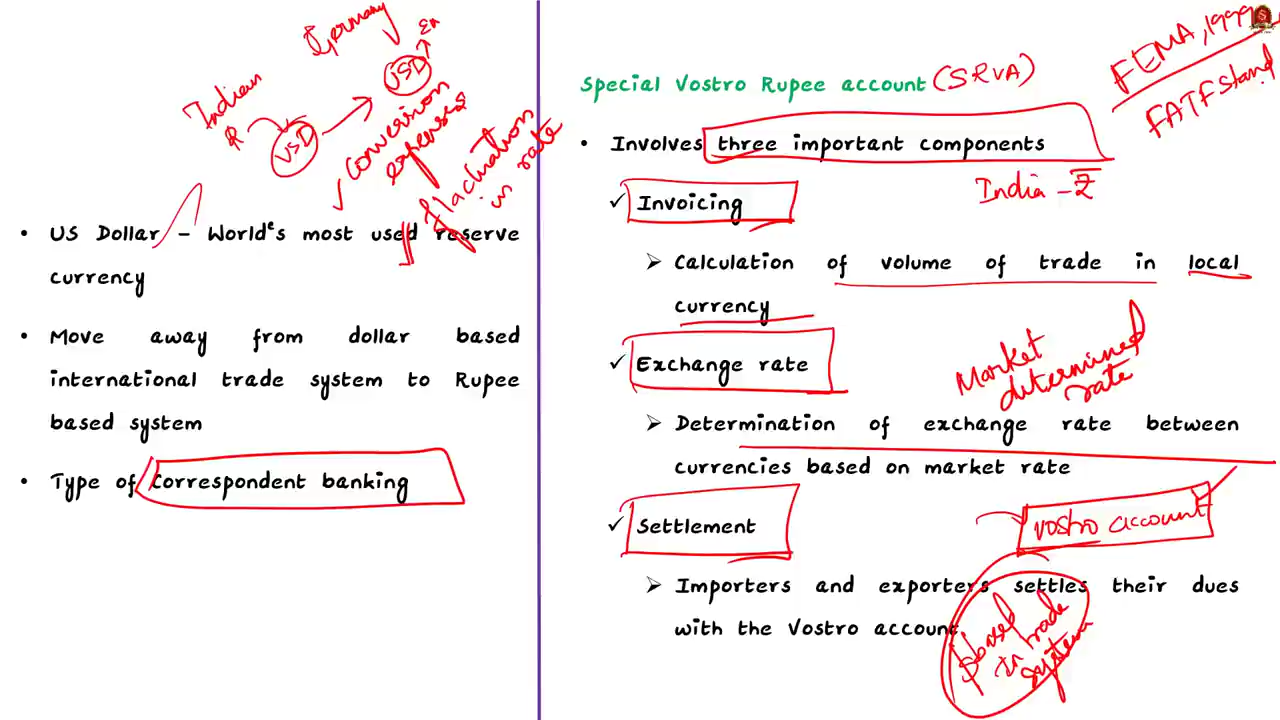 Indian
Germany
₹
USD
USD
Conversion
expenses
fluctuation
in rate
• US Dollar – World's most used reserve
currency
• Move away from dollar based
international trade system to Rupee
based system
• Type of Correspondent banking
Special Vostro Rupee account (SRVA)
FEMA, 1999
FATF Stand
• Involves three important components
India - ₹
✓ Invoicing
➤ Calculation of volume of trade in local
currency
✓ Exchange rate
Market
determined
rate
➤ Determination of exchange rate between
currencies based on market rate
✓ Settlement
Vostro account
➤ Importers and exporters settles their dues
with the Vostro account
based
trade
system